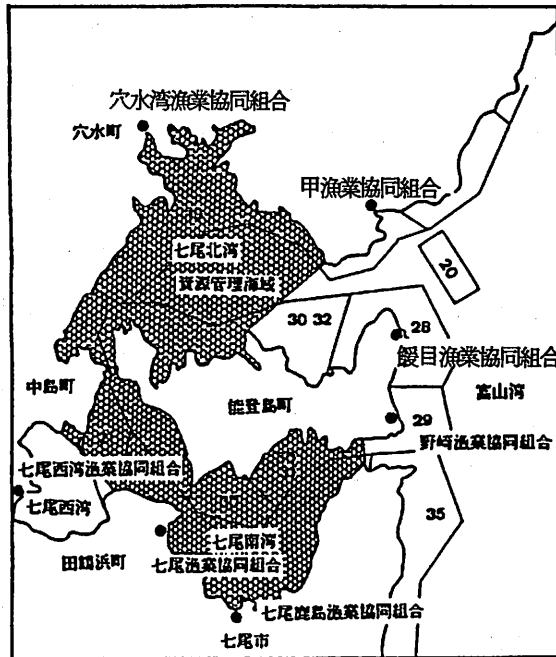 穴水湾漁業協同組合
穴水町
甲漁業協同組合
七尾北湾
資源管理海域
20
30 32
28
鰀目漁業協同組合
中島町
能登島町
富山湾
29
野崎漁業協同組合
七尾西湾漁業協同組合
七尾西湾
35
七尾南湾
田鶴浜町
七尾漁業協同組合
七尾鹿島漁業協同組合
七尾市